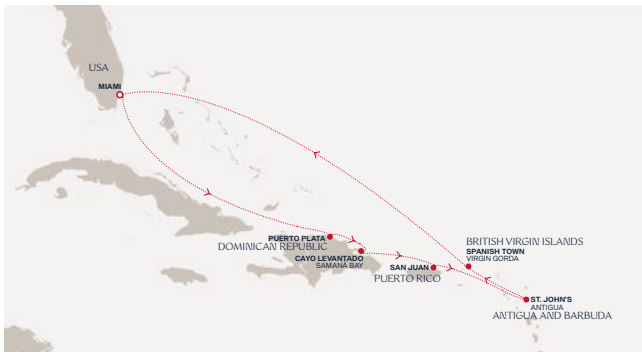 USA
MIAMI
PUERTO PLATA
DOMINICAN REPUBLIC
CAYO LEVANTADO
SAMANÁ BAY
SAN JUAN
PUERTO RICO
BRITISH VIRGIN ISLANDS
SPANISH TOWN
VIRGIN GORDA
ST. JOHN'S
ANTIGUA
ANTIGUA AND BARBUDA